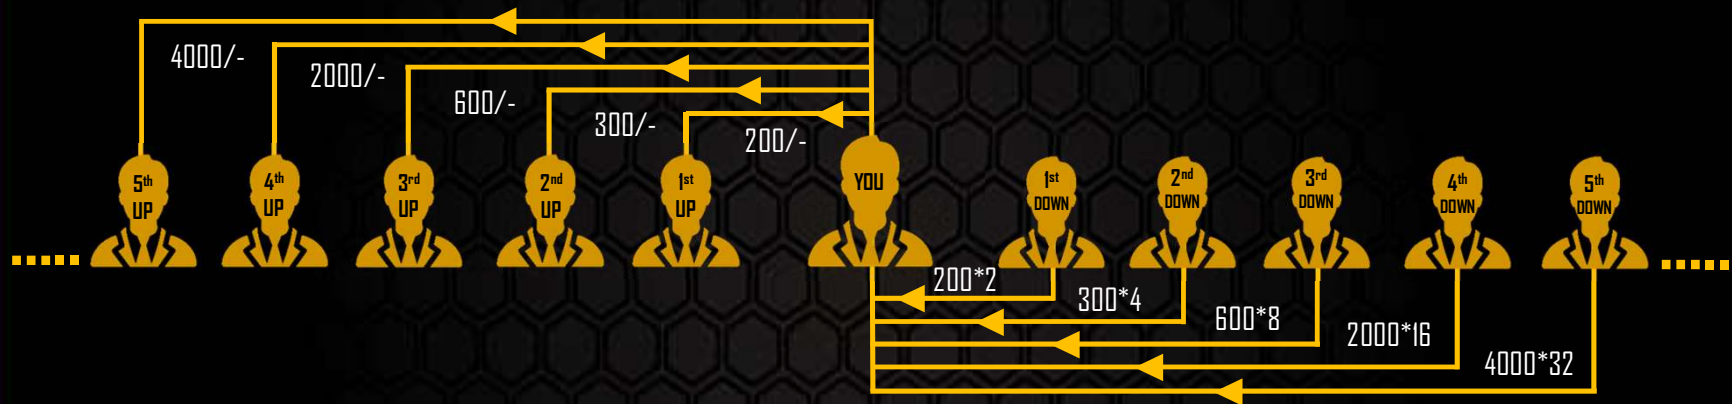 4000/-
2000/-
600/-
300/-
200/-
5th
UP
4th
UP
3rd
UP
2nd
UP
1st
UP
YOU
1st
DOWN
2nd
DOWN
3rd
DOWN
4th
DOWN
5th
DOWN
200*2
300*4
600*8
2000*16
4000*32